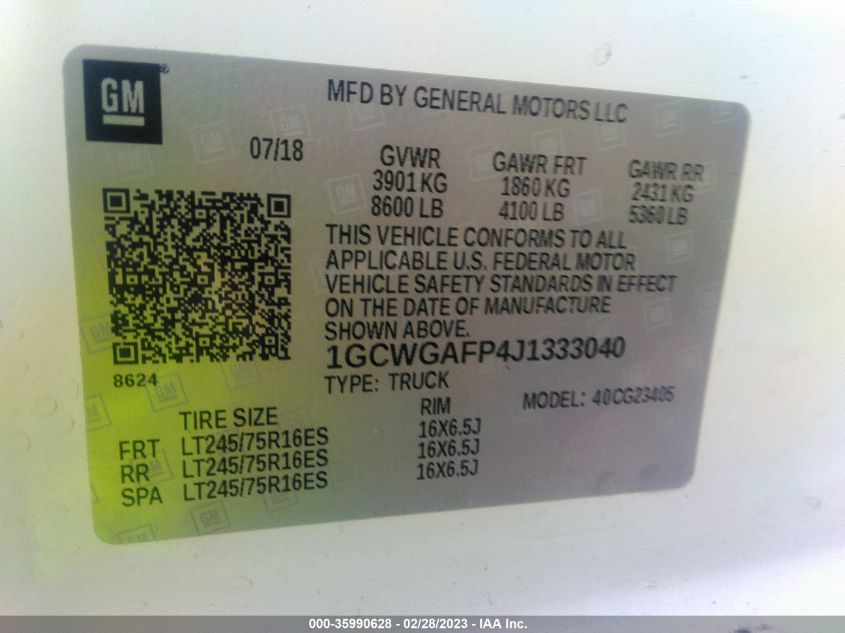 GM®
MFD BY GENERAL MOTORS LLC
07/18
GVWR GAWR FRT GAWR RR
3901 KG 1860 KG 2431 KG
8600 LB 4100 LB 5360 LB
THIS VEHICLE CONFORMS TO ALL
APPLICABLE U.S. FEDERAL MOTOR
VEHICLE SAFETY STANDARDS IN EFFECT
ON THE DATE OF MANUFACTURE
SHOWN ABOVE.
1GCWGAFP4J1333040
8624
TYPE: TRUCK MODEL: 40CG23405
TIRE SIZE RIM
FRT LT245/75R16ES 16X6.5J
RR LT245/75R16ES 16X6.5J
SPA LT245/75R16ES 16X6.5J
000-35990628 - 02/28/2023 - IAA Inc.